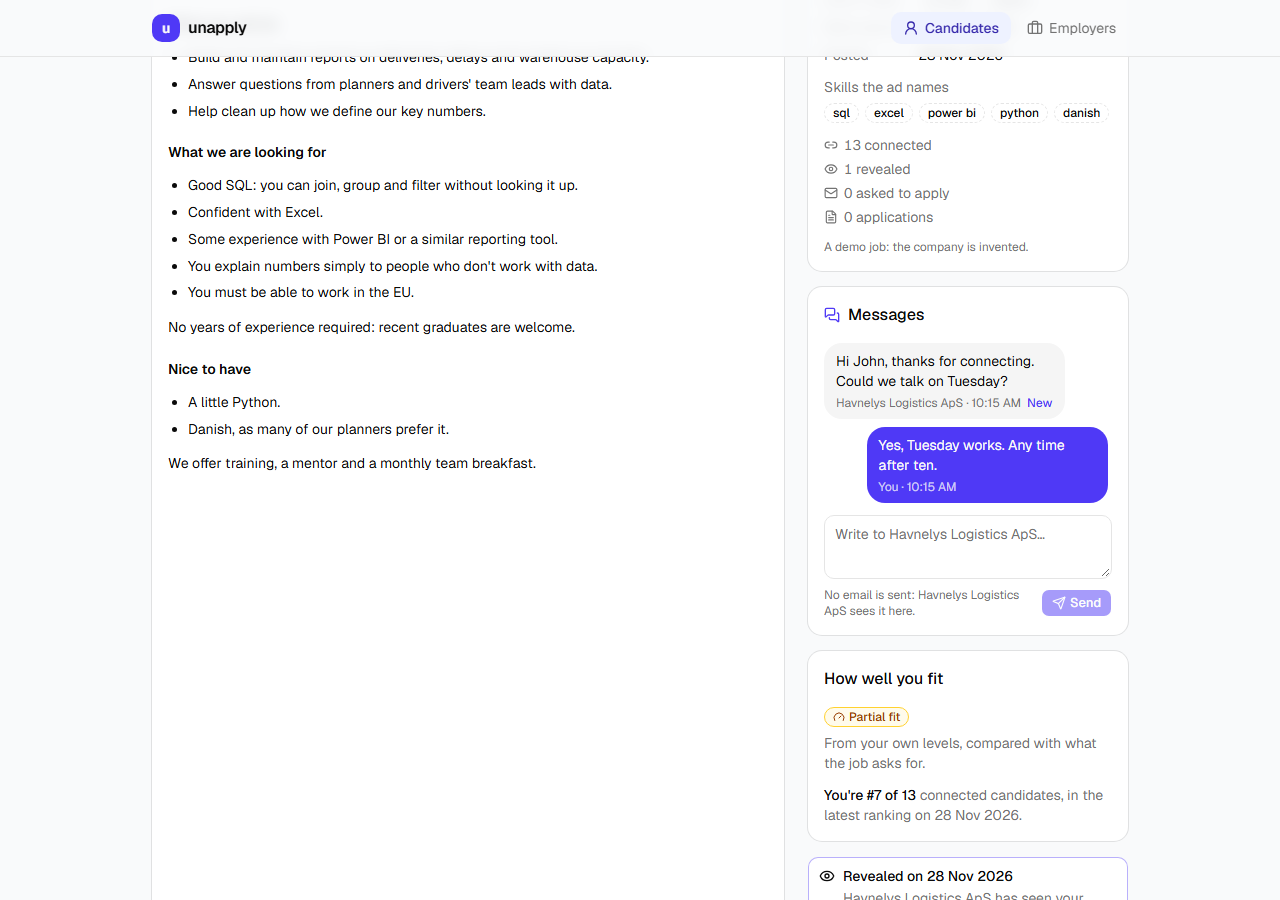 u unapply
Candidates
Employers
Build and maintain reports on deliveries, delays and warehouse capacity.
Answer questions from planners and drivers' team leads with data.
Help clean up how we define our key numbers.
What we are looking for
Good SQL: you can join, group and filter without looking it up.
Confident with Excel.
Some experience with Power BI or a similar reporting tool.
You explain numbers simply to people who don't work with data.
You must be able to work in the EU.
No years of experience required: recent graduates are welcome.
Nice to have
A little Python.
Danish, as many of our planners prefer it.
We offer training, a mentor and a monthly team breakfast.
Posted 28 Nov 2026
Skills the ad names
sql excel power bi python danish
13 connected
1 revealed
0 asked to apply
0 applications
A demo job: the company is invented.
Messages
Hi John, thanks for connecting.
Could we talk on Tuesday?
Havnelys Logistics ApS · 10:15 AM New
Yes, Tuesday works. Any time
after ten.
You · 10:15 AM
Write to Havnelys Logistics ApS…
No email is sent: Havnelys Logistics
ApS sees it here.
Send
How well you fit
Partial fit
From your own levels, compared with what
the job asks for.
You're #7 of 13 connected candidates, in the
latest ranking on 28 Nov 2026.
Revealed on 28 Nov 2026
Havnelys Logistics ApS has seen your